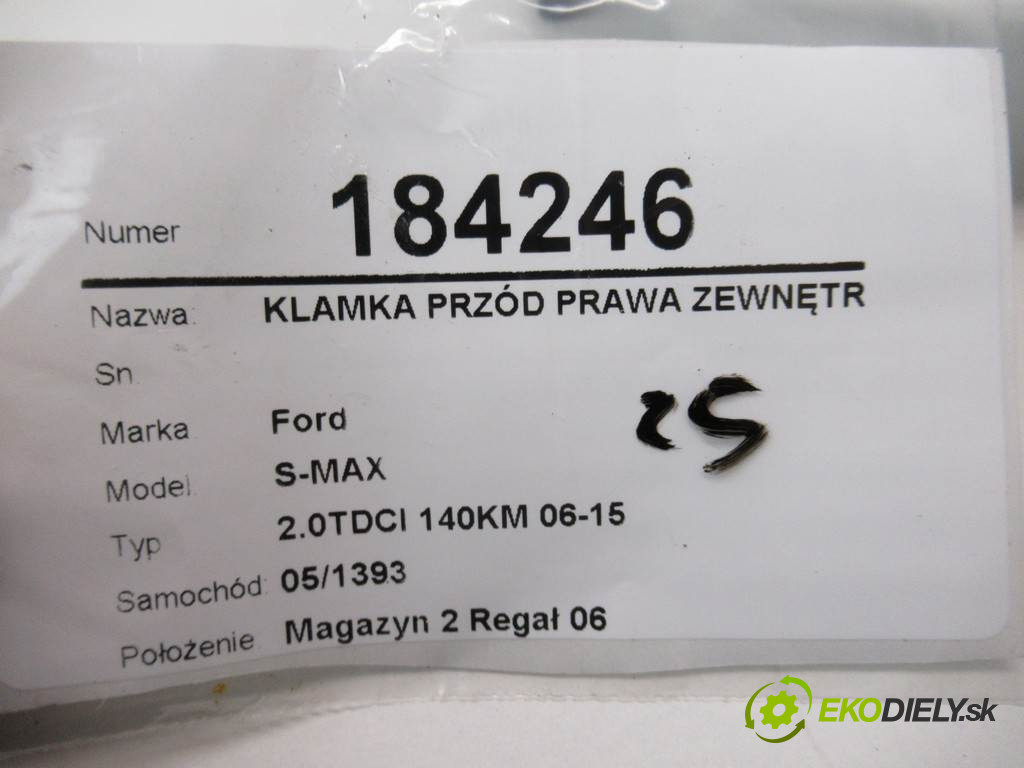 Numer 184246
Nazwa: KLAMKA PRZÓD PRAWA ZEWNĘTR
Sn
Marka Ford
25
Model S-MAX
Typ 2.0TDCI 140KM 06-15
Samochód: 05/1393
Położenie Magazyn 2 Regał 06
EKODIELY.sk